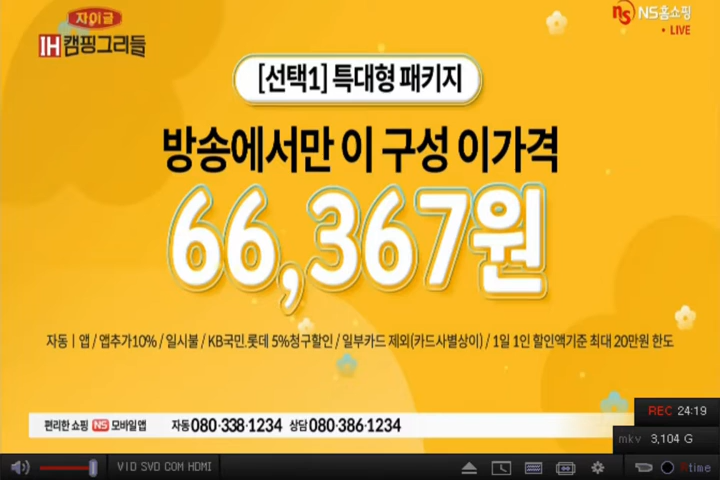 자이글
IH 캠핑그리들
NS홈쇼핑
• LIVE
[선택1] 특대형 패키지
방송에서만 이 구성 이가격
66,367원
자동ㅣ앱 / 앱추가10% / 일시불 / KB국민.롯데 5%청구할인 / 일부카드 제외(카드사별상이) / 1일 1인 할인액기준 최대 20만원 한도
편리한 쇼핑 NS 모바일앱 자동 080·338·1234 상담 080·386·1234
REC 24:19
mkv 3,104 G
VID SVD COM HDMI
Xtime